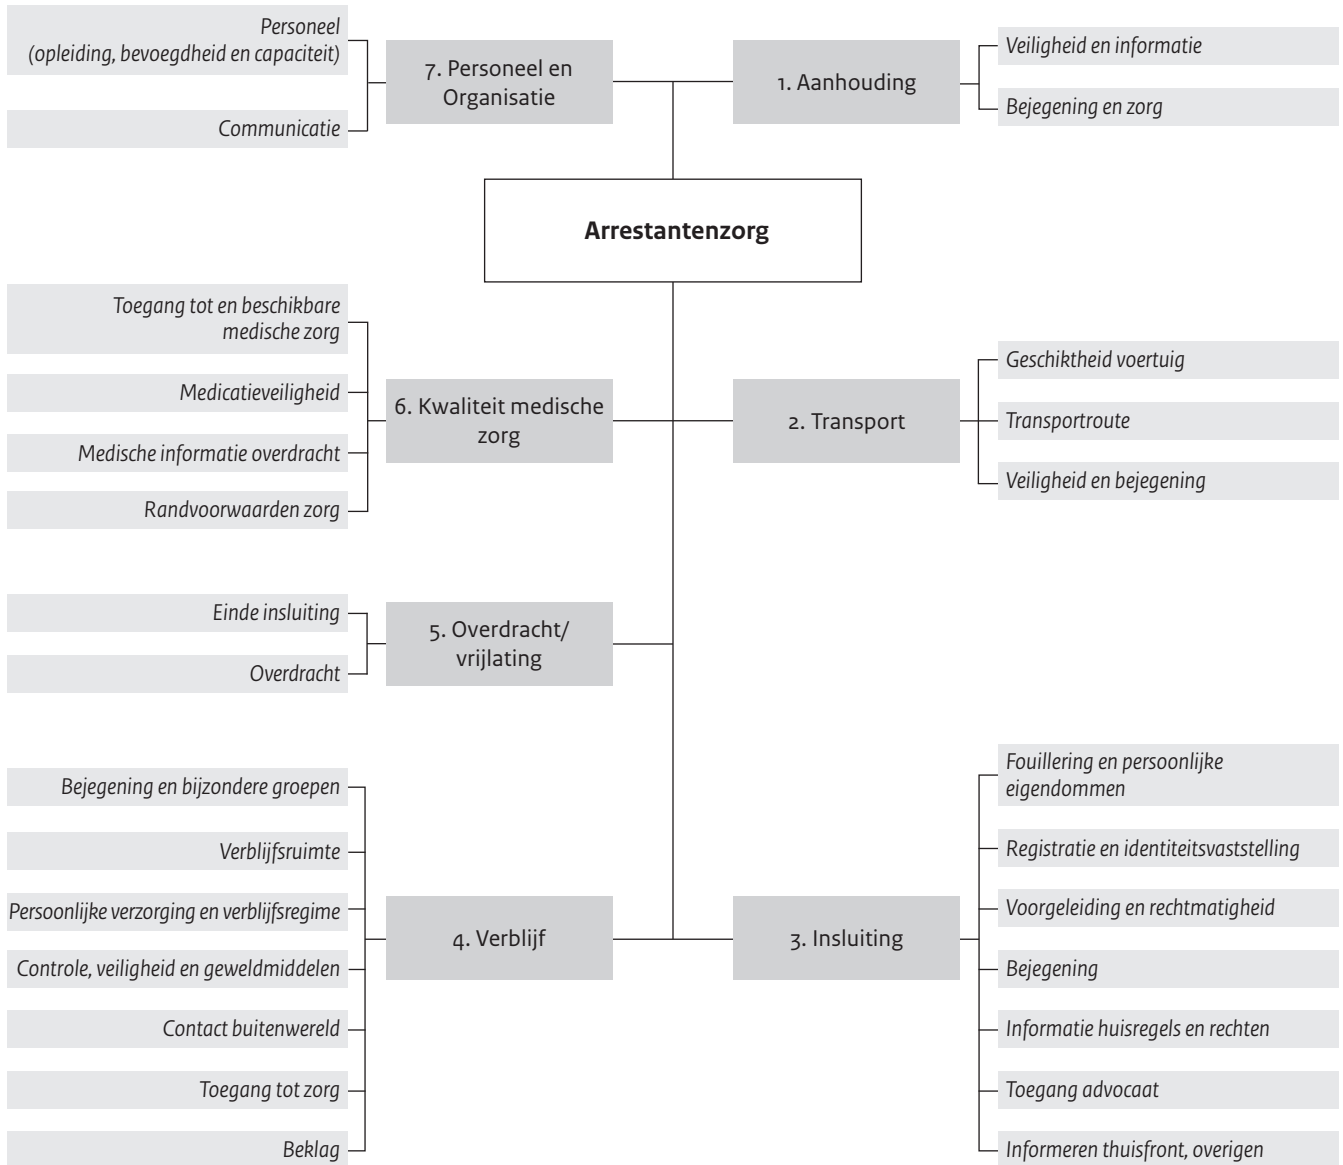 Personeel
(opleiding, bevoegdheid en capaciteit)
Communicatie
7. Personeel en
Organisatie
1. Aanhouding
Veiligheid en informatie
Bejegening en zorg
Arrestantenzorg
Toegang tot en beschikbare
medische zorg
Medicatieveiligheid
Medische informatie overdracht
Randvoorwaarden zorg
6. Kwaliteit medische
zorg
2. Transport
Geschiktheid voertuig
Transportroute
Veiligheid en bejegening
Einde insluiting
Overdracht
5. Overdracht/
vrijlating
Bejegening en bijzondere groepen
Verblijfsruimte
Persoonlijke verzorging en verblijfsregime
Controle, veiligheid en geweldmiddelen
Contact buitenwereld
Toegang tot zorg
Beklag
4. Verblijf
3. Insluiting
Fouillering en persoonlijke
eigendommen
Registratie en identiteitsvaststelling
Voorgeleiding en rechtmatigheid
Bejegening
Informatie huisregels en rechten
Toegang advocaat
Informeren thuisfront, overigen